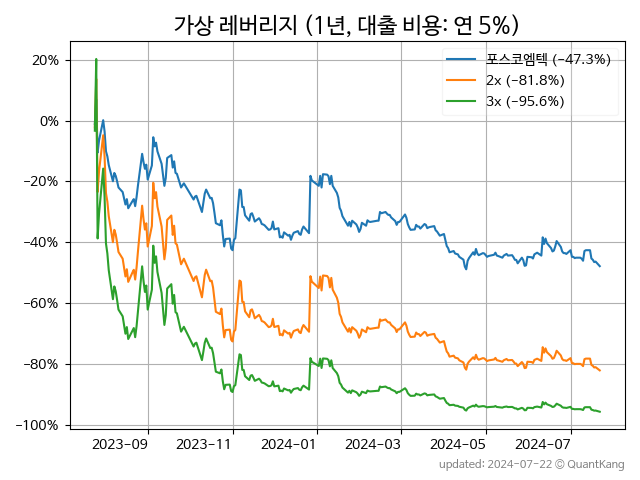 가상 레버리지 (1년, 대출 비용: 연 5%)
포스코엠텍 (−47.3%)
2x (−81.8%)
3x (−95.6%)
20%
0%
−20%
−40%
−60%
−80%
−100%
2023-09 2023-11 2024-01 2024-03 2024-05 2024-07
updated: 2024-07-22 © QuantKang